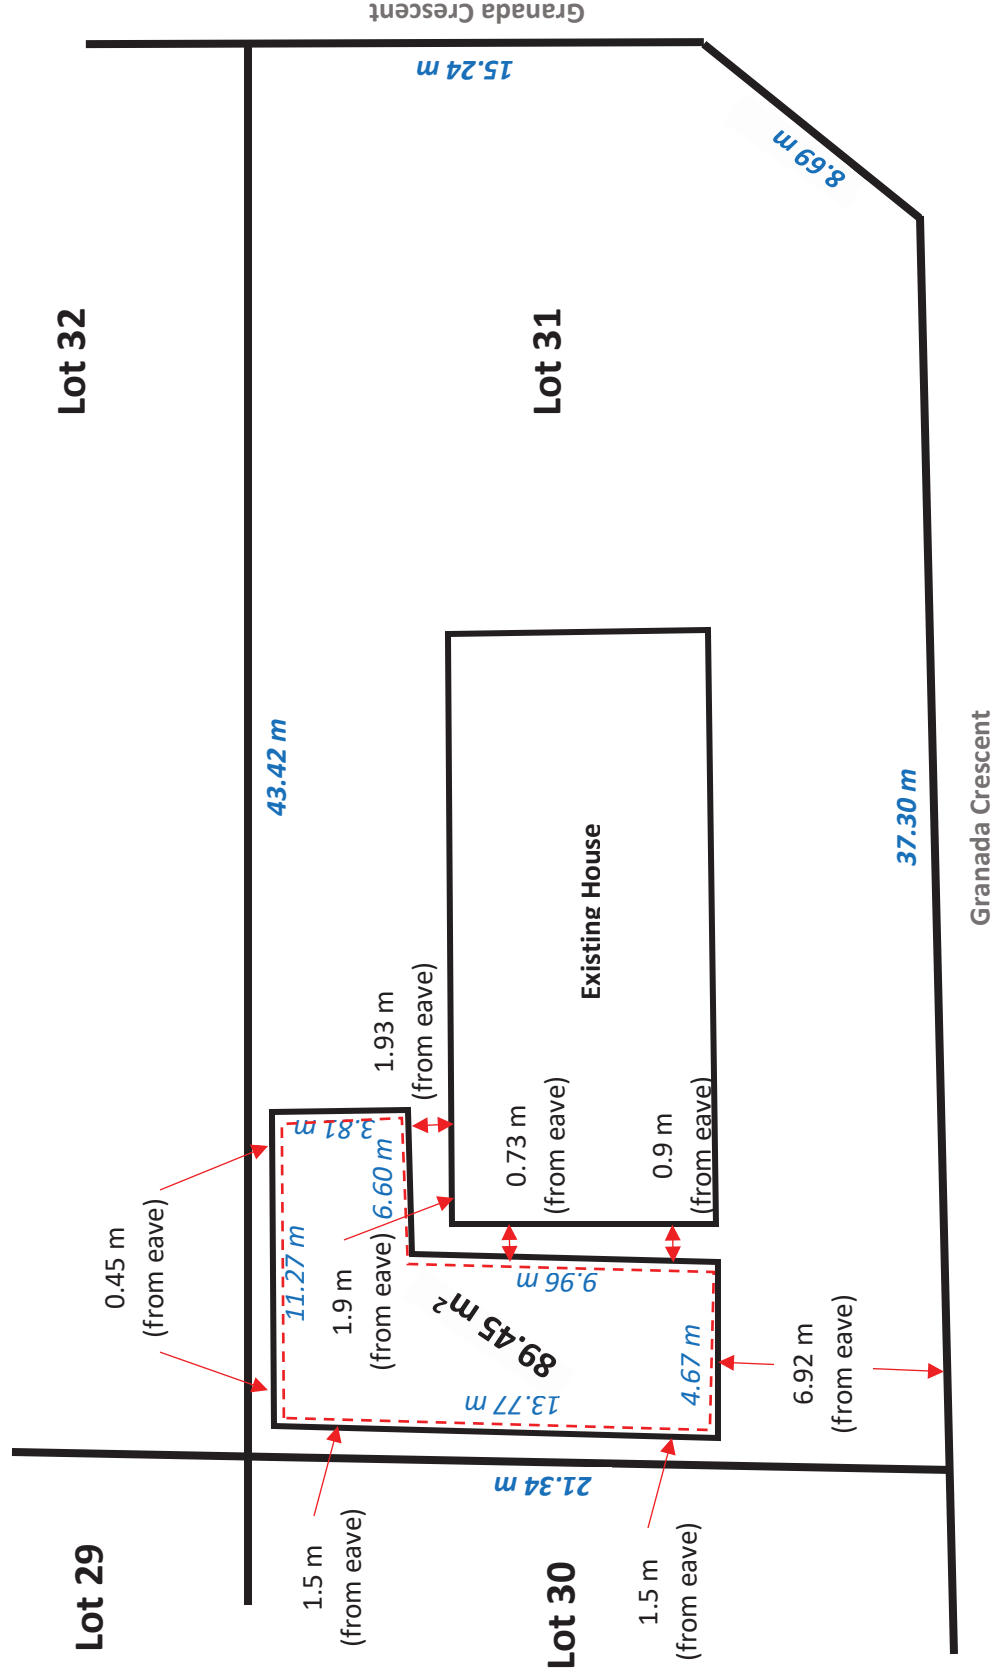 Granada Crescent
15.24 m
8.69 m
Lot 32
Lot 31
43.42 m
37.30 m
Granada Crescent
Existing House
1.93 m
(from eave)
0.73 m
(from eave)
0.9 m
(from eave)
0.45 m
(from eave)
3.81 m
6.60 m
11.27 m
1.9 m
(from eave)
9.96 m
89.45 m²
13.77 m
4.67 m
6.92 m
(from eave)
21.34 m
Lot 29
1.5 m
(from eave)
Lot 30
1.5 m
(from eave)